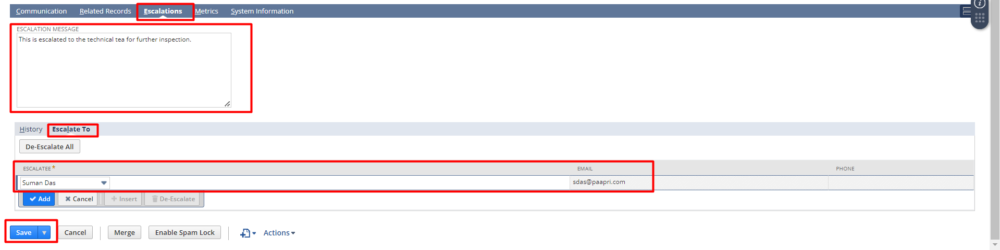 Communication Related Records Escalations Metrics System Information
ESCALATION MESSAGE
This is escalated to the technical tea for further inspection.
History Escalate To
De-Escalate All
ESCALATEE * EMAIL PHONE
Suman Das sdas@paapri.com
Add Cancel Insert De-Escalate
Save Cancel Merge Enable Spam Lock Actions